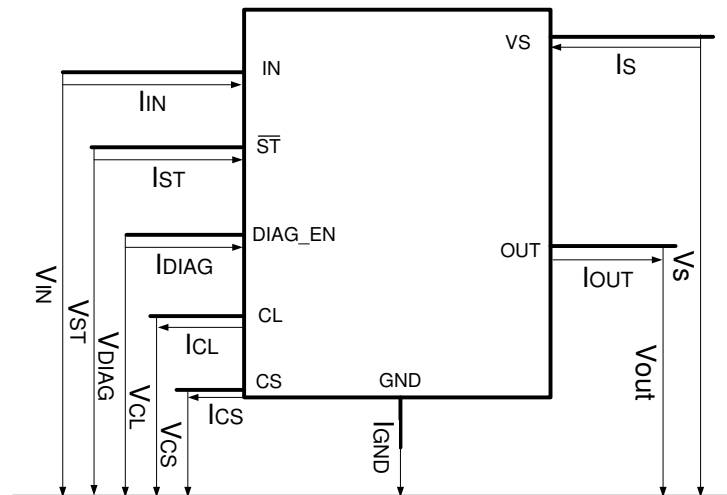 VS
IS
IN
IIN
S̅T̅
IST
DIAG_EN
IDIAG
OUT
IOUT
CL
ICL
CS
ICS
GND
IGND
VIN
VST
VDIAG
VCL
VCS
Vout
Vs